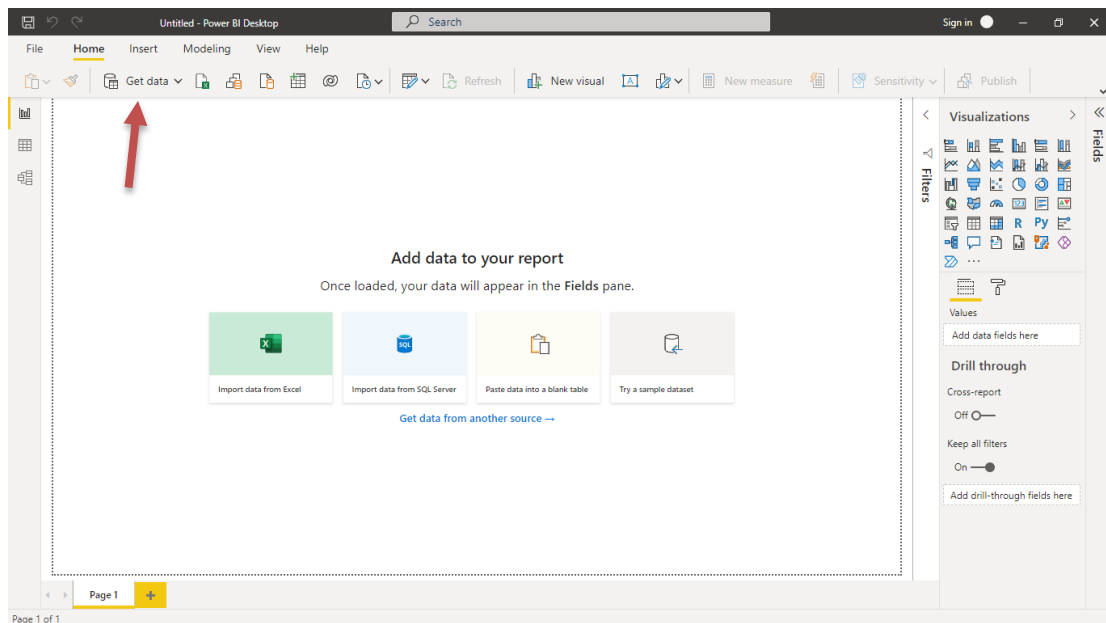 Untitled - Power BI Desktop
Search
Sign in
File Home Insert Modeling View Help
Get data
Refresh
New visual
A
New measure
Sensitivity
Publish
Filters
Visualizations
Fields
123
R Py
Values
Add data fields here
Drill through
Cross-report
Off
Keep all filters
On
Add drill-through fields here
Add data to your report
Once loaded, your data will appear in the Fields pane.
X
SQL
Import data from Excel
Import data from SQL Server
Paste data into a blank table
Try a sample dataset
Get data from another source →
Page 1
+
Page 1 of 1